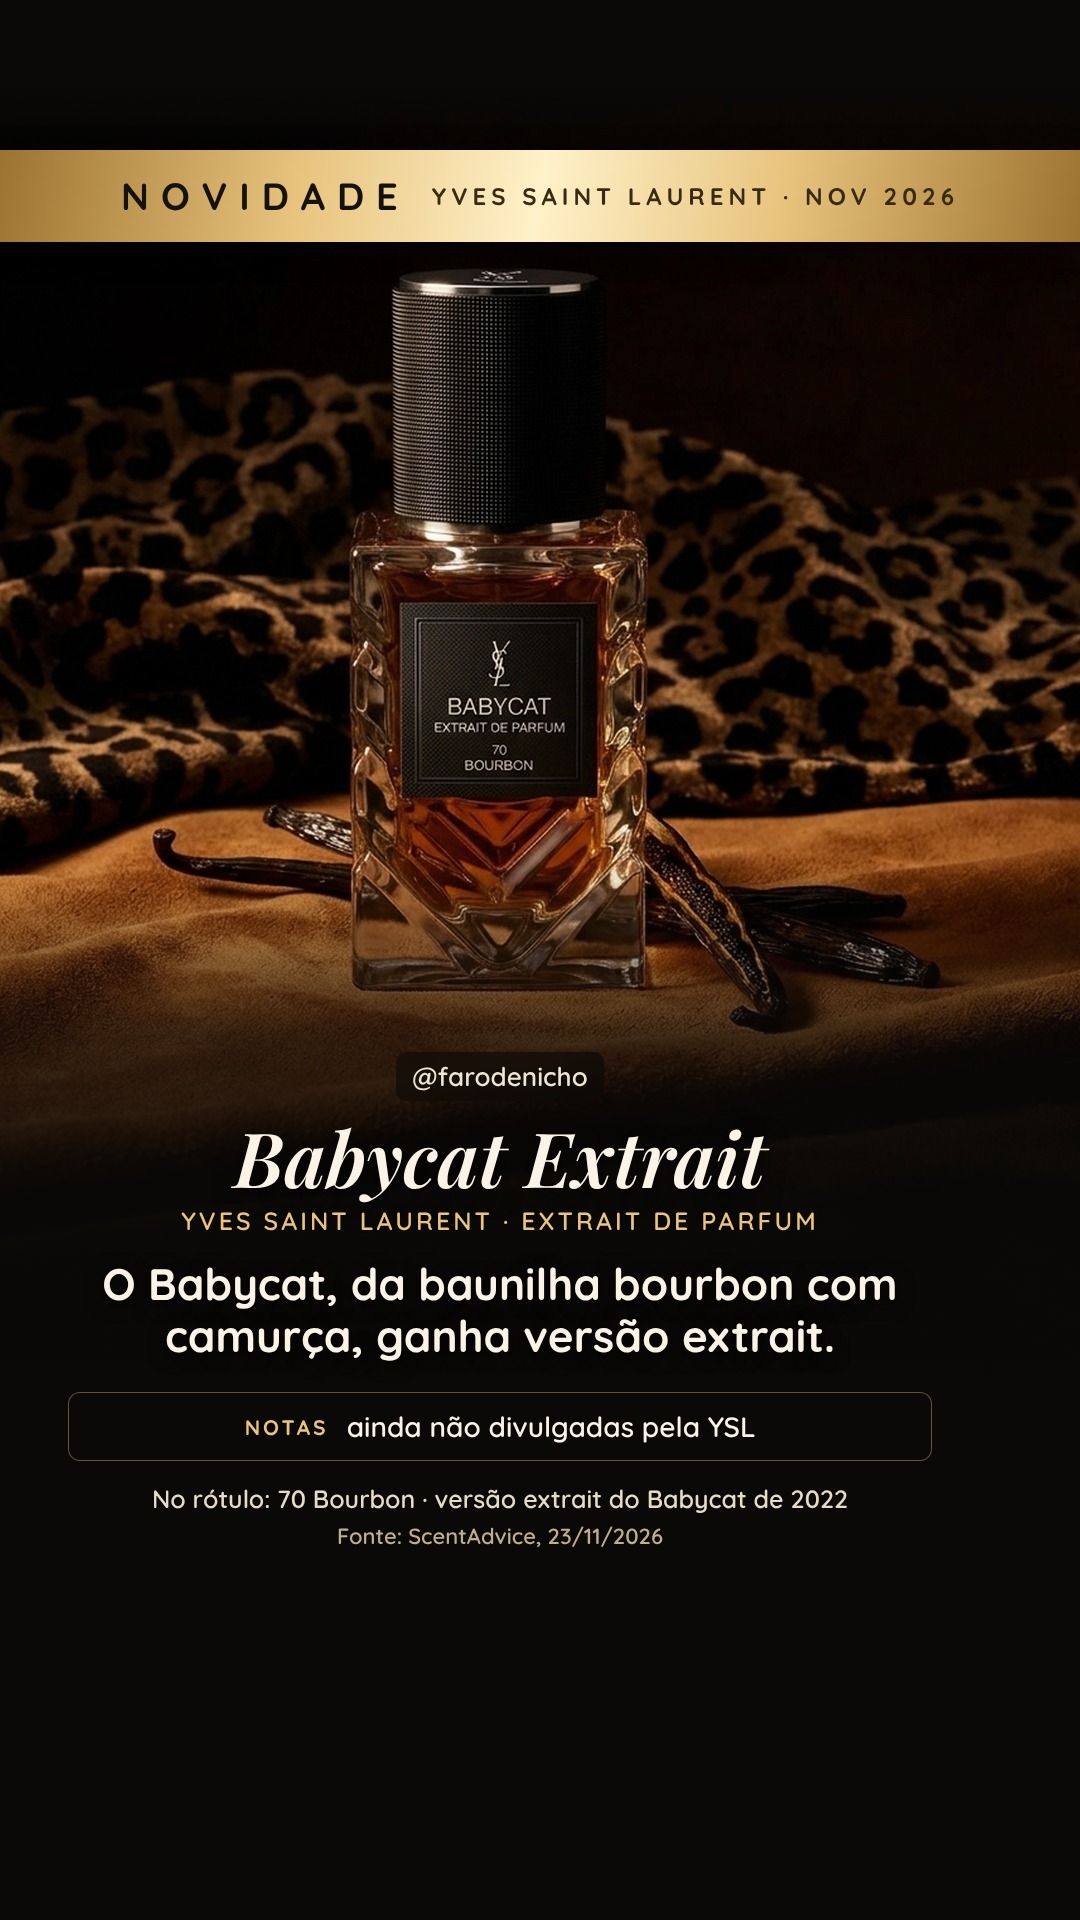 NOVIDADE YVES SAINT LAURENT · NOV 2026
YSL
BABYCAT
EXTRAIT DE PARFUM
70
BOURBON
@farodenicho
Babycat Extrait
YVES SAINT LAURENT · EXTRAIT DE PARFUM
O Babycat, da baunilha bourbon com
camurça, ganha versão extrait.
NOTAS ainda não divulgadas pela YSL
No rótulo: 70 Bourbon · versão extrait do Babycat de 2022
Fonte: ScentAdvice, 23/11/2026